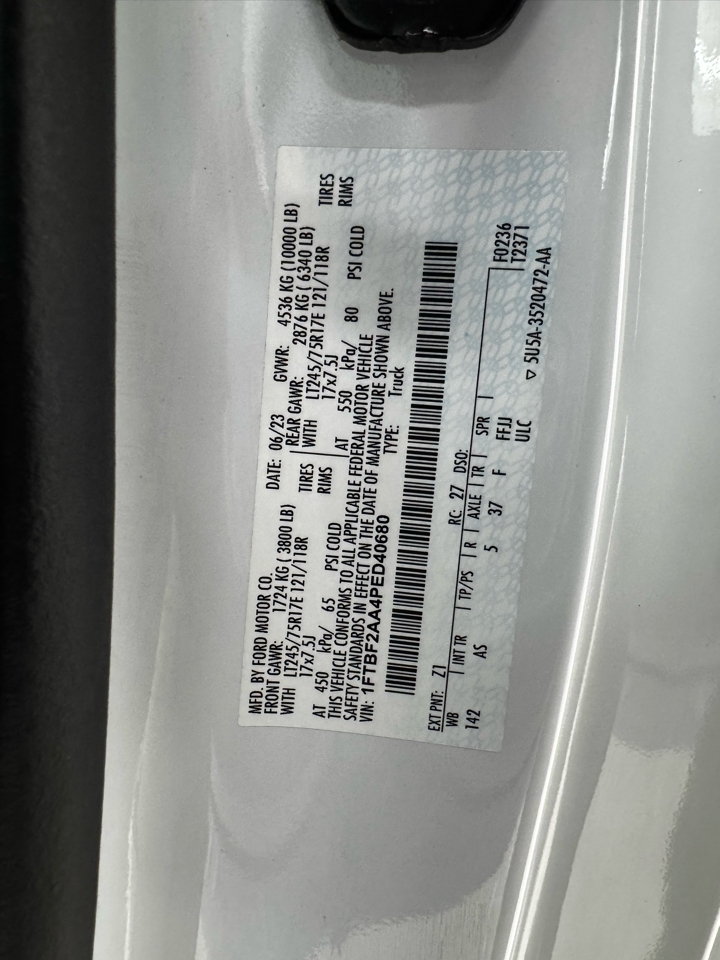 MFD. BY FORD MOTOR CO.
DATE: 06/23 GVWR: 4536 KG (10000 LB)
FRONT GAWR: 1724 KG ( 3800 LB) REAR GAWR: 2876 KG ( 6340 LB)
WITH LT245/75R17E 121/118R TIRES WITH LT245/75R17E 121/118R TIRES
17x7.5J RIMS 17x7.5J RIMS
AT 450 kPa/ 65 PSI COLD AT 550 kPa/ 80 PSI COLD
THIS VEHICLE CONFORMS TO ALL APPLICABLE FEDERAL MOTOR VEHICLE
SAFETY STANDARDS IN EFFECT ON THE DATE OF MANUFACTURE SHOWN ABOVE.
VIN: 1FTBF2AA4PED40680 TYPE: Truck
EXT PNT: Z1 RC: 27 DSO: F0236
WB INT TR TP/PS R AXLE TR SPR T2371
142 AS 5 37 F FFJJ
ULC ▽ 5U5A-3520472-AA